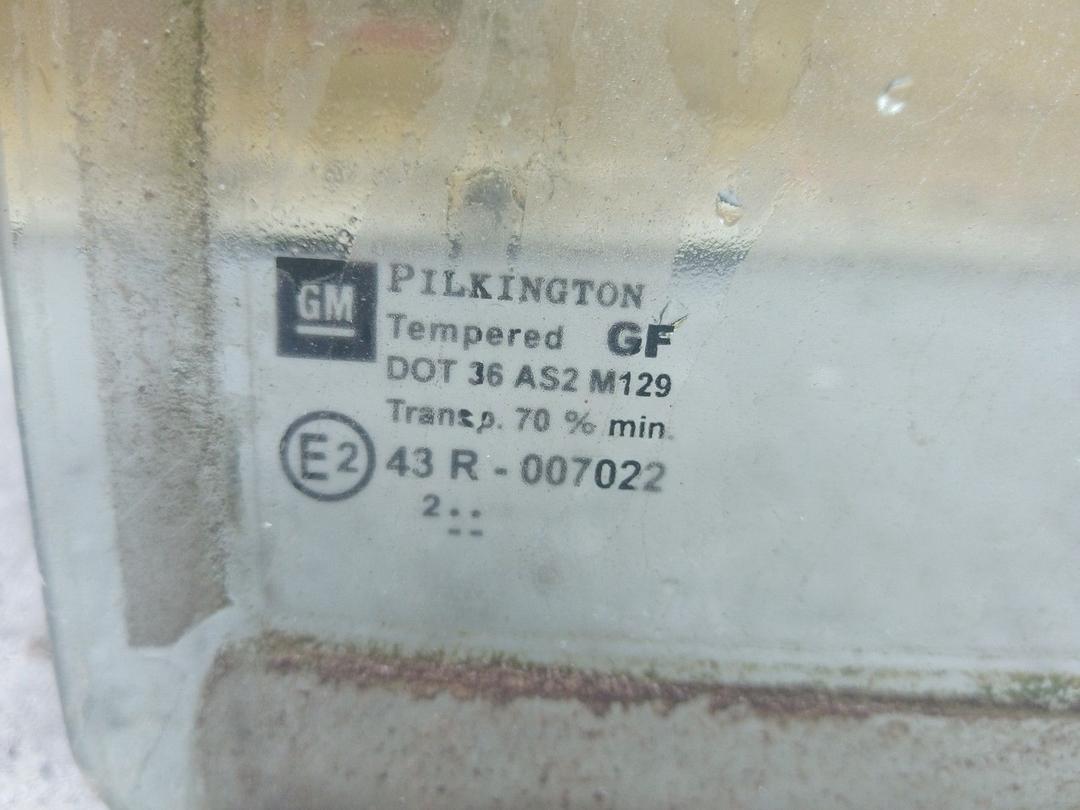 GM
PILKINGTON
Tempered GF
DOT 36 AS2 M129
Transp. 70 % min.
E2 43 R - 007022
2..
--